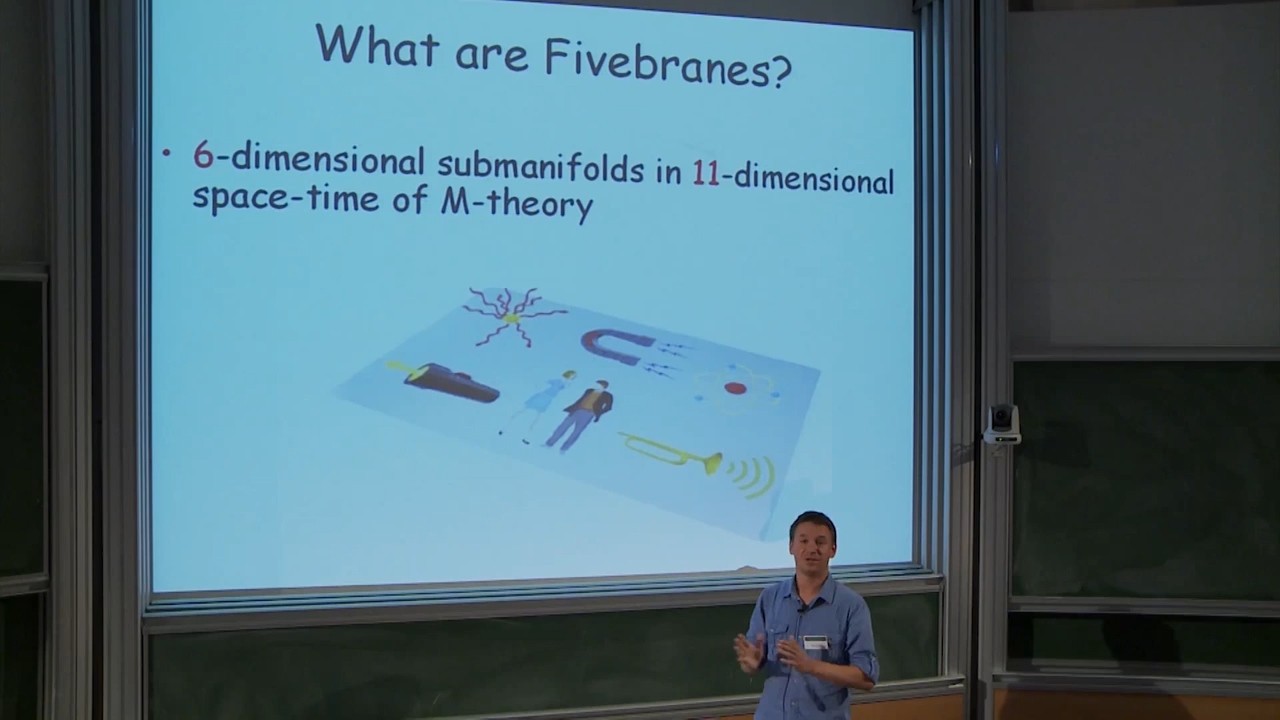 What are Fivebranes?
• 6-dimensional submanifolds in 11-dimensional
space-time of M-theory